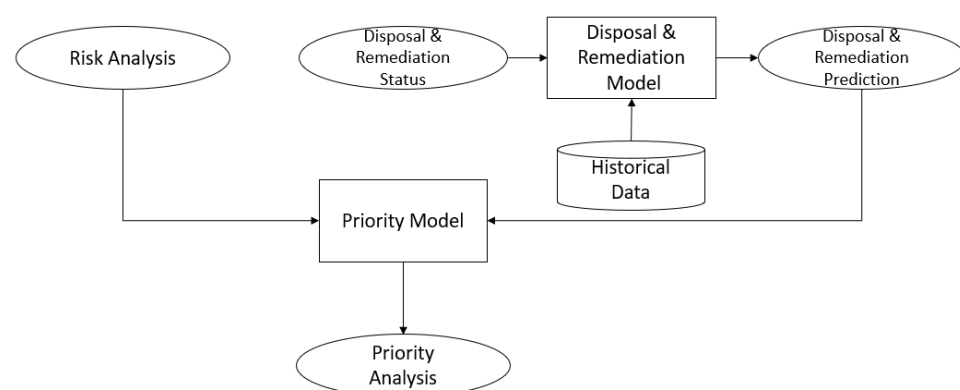 Risk Analysis
Disposal &
Remediation
Status
Disposal &
Remediation
Model
Disposal &
Remediation
Prediction
Historical
Data
Priority Model
Priority
Analysis